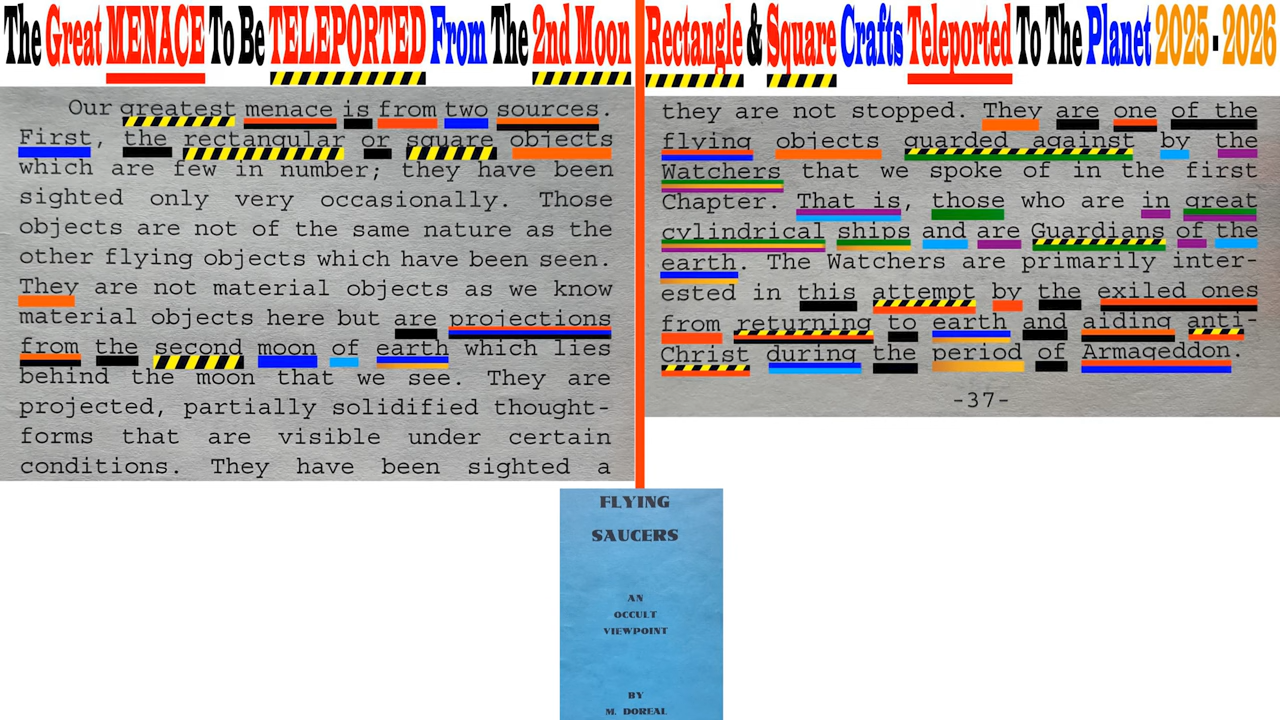 The Great MENACE To Be TELEPORTED From The 2nd Moon
Our greatest menace is from two sources.
First, the rectangular or square objects
which are few in number; they have been
sighted only very occasionally. Those
objects are not of the same nature as the
other flying objects which have been seen.
They are not material objects as we know
material objects here but are projections
from the second moon of earth which lies
behind the moon that we see. They are
projected, partially solidified thought-
forms that are visible under certain
conditions. They have been sighted a
Rectangle & Square Crafts Teleported To The Planet 2025 - 2026
they are not stopped. They are one of the
flying objects guarded against by the
Watchers that we spoke of in the first
Chapter. That is, those who are in great
cylindrical ships and are Guardians of the
earth. The Watchers are primarily inter-
ested in this attempt by the exiled ones
from returning to earth and aiding anti-
Christ during the period of Armageddon.
-37-
FLYING
SAUCERS
AN
OCCULT
VIEWPOINT
BY
M. DOREAL